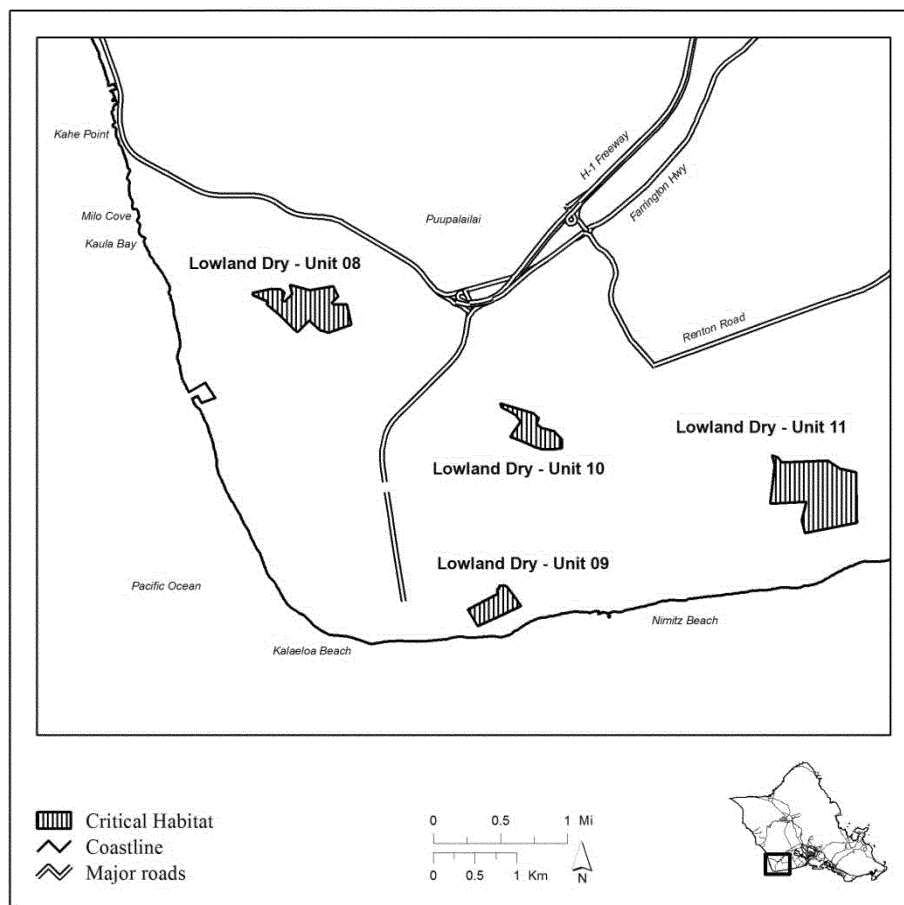 H-1 Freeway
Farrington Hwy
Kahe Point
Milo Cove
Puupalailai
Kaula Bay
Lowland Dry - Unit 08
Renton Road
Lowland Dry - Unit 11
Lowland Dry - Unit 10
Lowland Dry - Unit 09
Pacific Ocean
Nimitz Beach
Kalaeloa Beach
Critical Habitat
Coastline
Major roads
0 0.5 1 Mi
0 0.5 1 Km
N